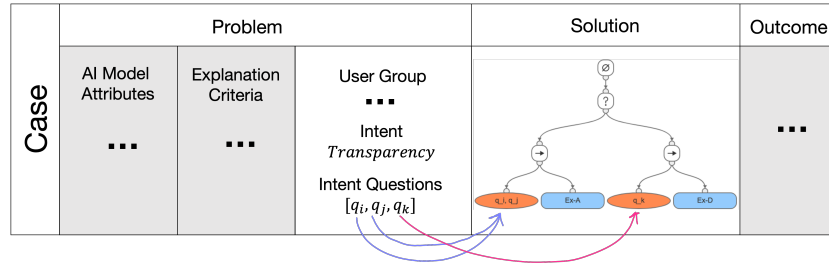 Case
Problem
Solution
Outcome
AI Model
Attributes
...
Explanation
Criteria
...
User Group
...
Intent
Transparency
Intent Questions
[q_i, q_j, q_k]
∅
?
→
→
q_i, q_j
Ex-A
q_k
Ex-D
...